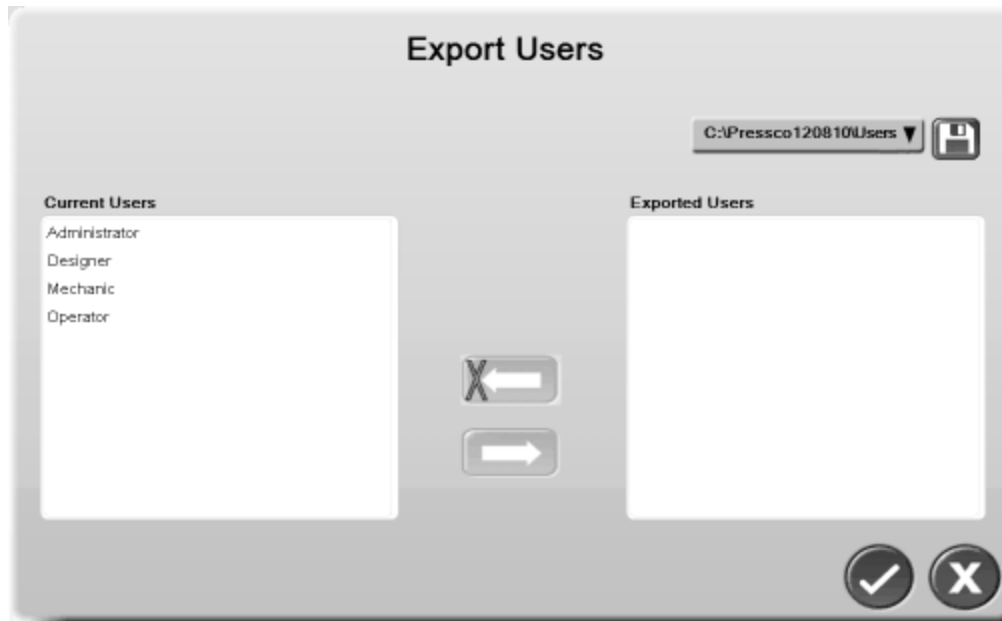 Export Users
C:\Pressco120810\Users
Current Users
Administrator
Designer
Mechanic
Operator
Exported Users